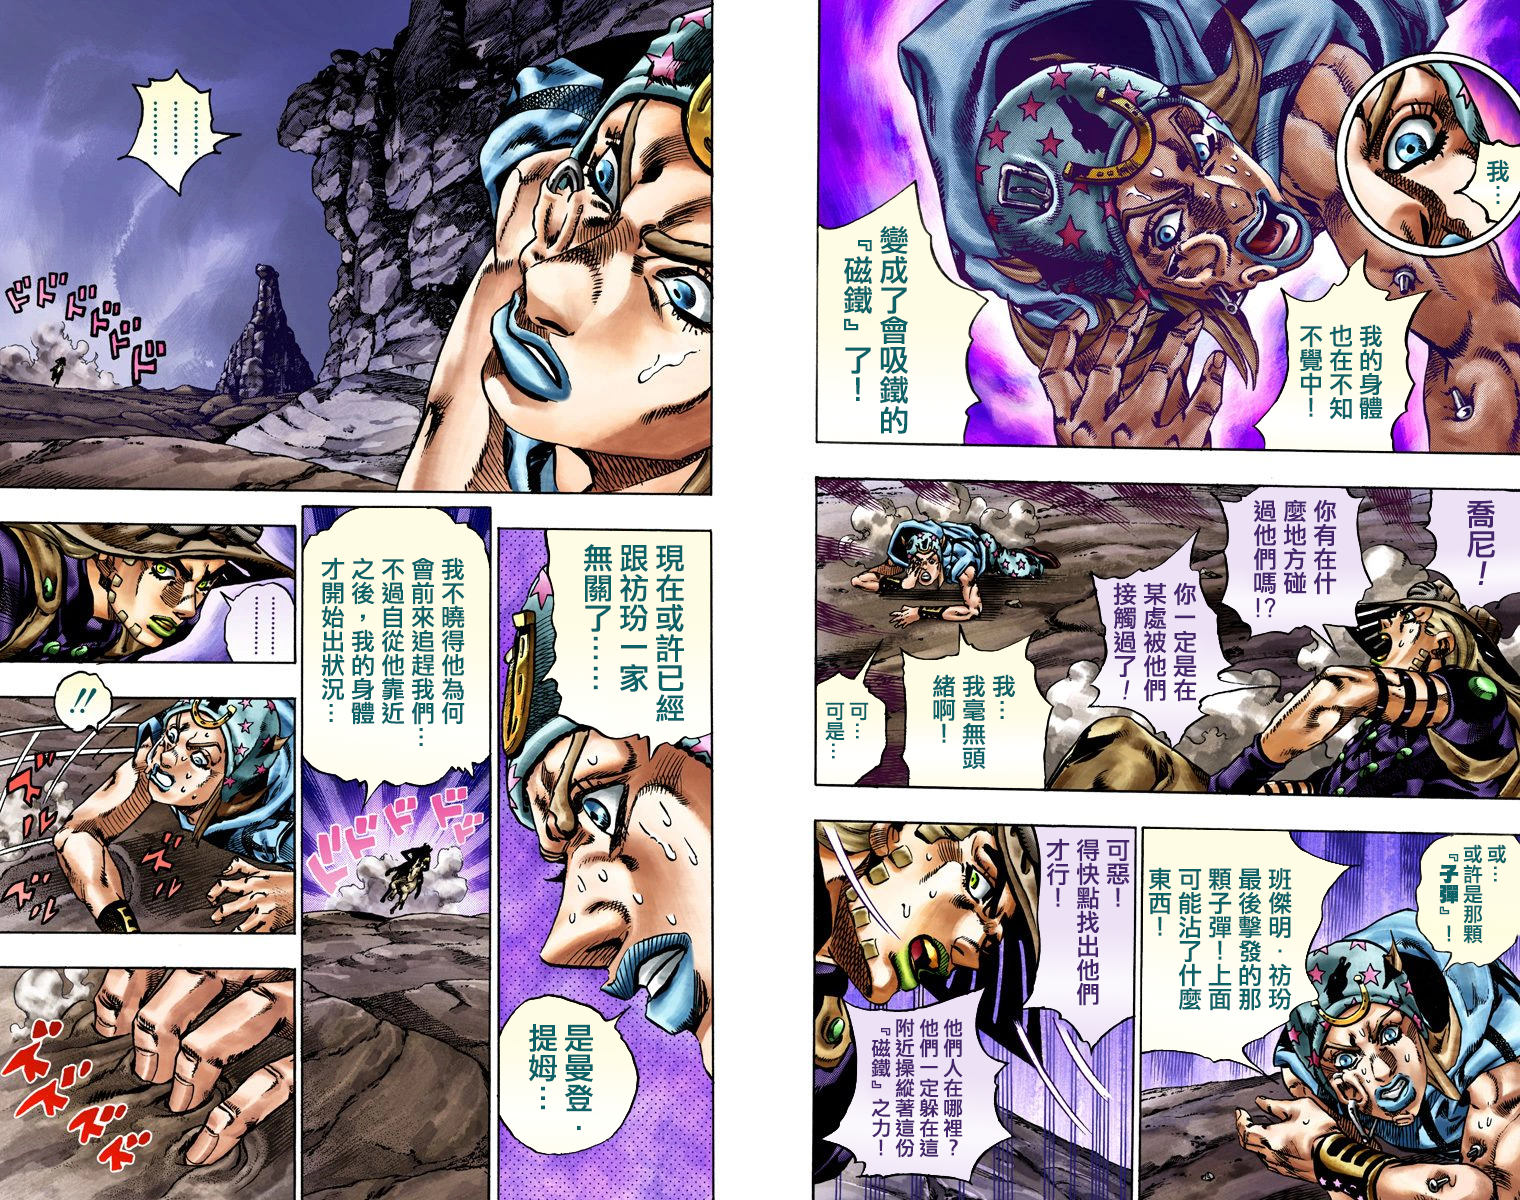 我…
我的身體
也在不知
不覺中！
變成了會吸鐵的
『磁鐵』了！
喬尼！
你有在什
麼地方碰
過他們嗎!?
你一定是在
某處被他們
接觸過了！
我…
我毫無頭
緒啊！
可…
可是…
或…
或許是那顆
『子彈』！
班傑明．祊玢
最後擊發的那
顆子彈！上面
可能沾了什麼
東西！
可惡！
得快點找出他們
才行！
他們人在哪裡？
他們一定躲在這
附近操縱著這份
『磁鐵』之力！
………
………
………
ドドドドドド
現在或許已經
跟祊玢一家
無關了……
是曼登．
提姆…
我不曉得他為何
會前來追趕我們…
不過自從他靠近
之後，我的身體
才開始出狀況…
ドドドドド
………
………
!!
ズズル
ズル
ズズ
ズズズズズ